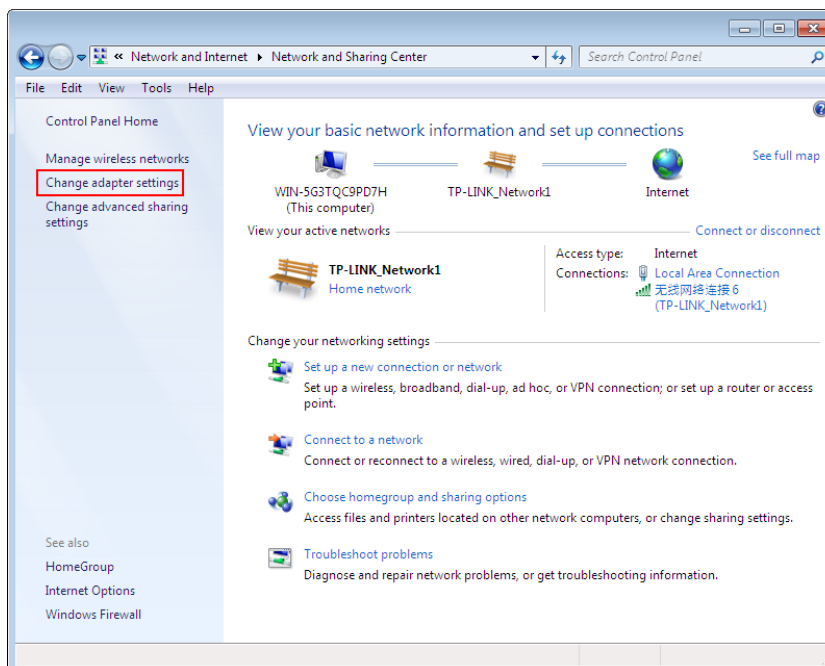 « Network and Internet ▸ Network and Sharing Center
Search Control Panel
File Edit View Tools Help
Control Panel Home
Manage wireless networks
Change adapter settings
Change advanced sharing
settings
See also
HomeGroup
Internet Options
Windows Firewall
View your basic network information and set up connections
See full map
WIN-5G3TQC9PD7H
(This computer)
TP-LINK_Network1
Internet
View your active networks
Connect or disconnect
TP-LINK_Network1
Home network
Access type: Internet
Connections: Local Area Connection
无线网络连接 6
(TP-LINK_Network1)
Change your networking settings
Set up a new connection or network
Set up a wireless, broadband, dial-up, ad hoc, or VPN connection; or set up a router or access
point.
Connect to a network
Connect or reconnect to a wireless, wired, dial-up, or VPN network connection.
Choose homegroup and sharing options
Access files and printers located on other network computers, or change sharing settings.
Troubleshoot problems
Diagnose and repair network problems, or get troubleshooting information.